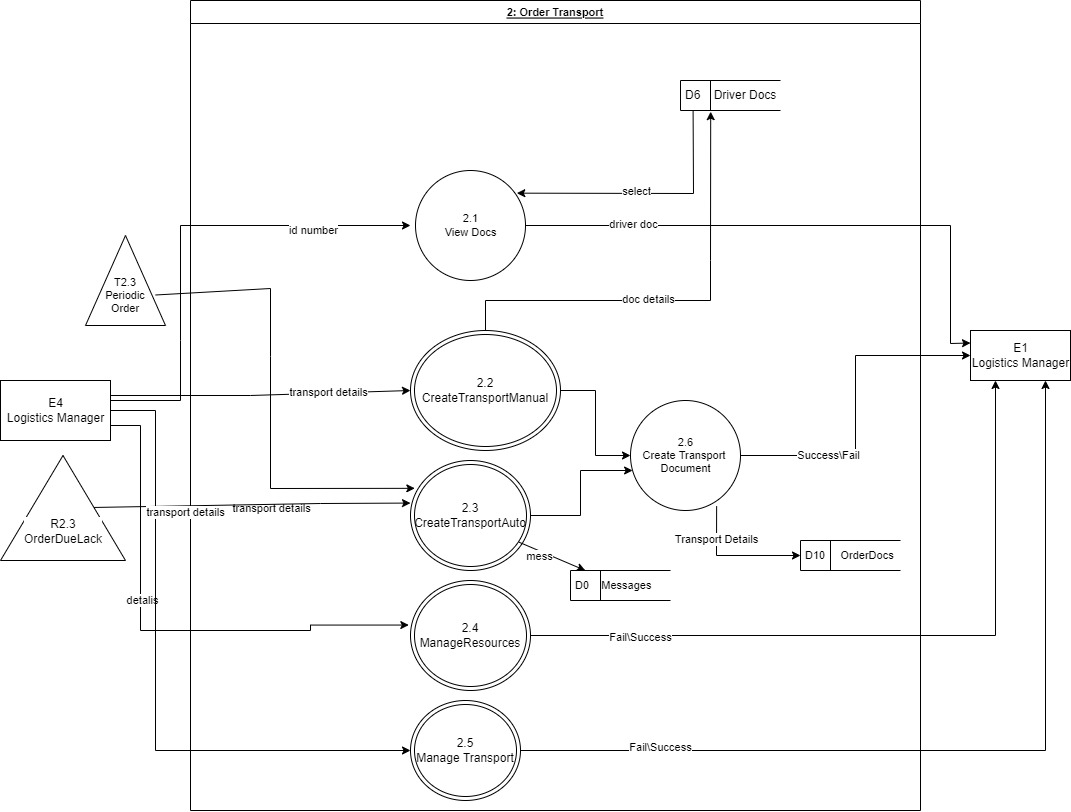 2: Order Transport
D6 Driver Docs
select
2.1
View Docs
driver doc
id number
T2.3
Periodic
Order
doc details
E1
Logistics Manager
2.2
CreateTransportManual
transport details
E4
Logistics Manager
2.6
Create Transport
Document
Success\Fail
R2.3
OrderDueLack
transport details
transport details
2.3
CreateTransportAuto
Transport Details
mess
D10 OrderDocs
D0 Messages
detalis
2.4
ManageResources
Fail\Success
2.5
Manage Transport
Fail\Success